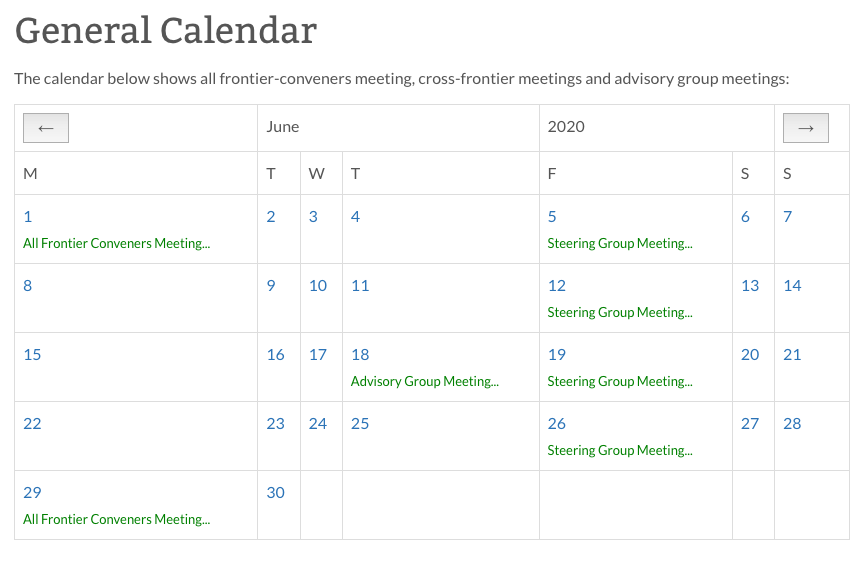 General Calendar
The calendar below shows all frontier-conveners meeting, cross-frontier meetings and advisory group meetings:
← June 2020 →
M T W T F S S
1 2 3 4 5 6 7
All Frontier Conveners Meeting... Steering Group Meeting...
8 9 10 11 12 13 14
Steering Group Meeting...
15 16 17 18 19 20 21
Advisory Group Meeting... Steering Group Meeting...
22 23 24 25 26 27 28
Steering Group Meeting...
29 30
All Frontier Conveners Meeting...